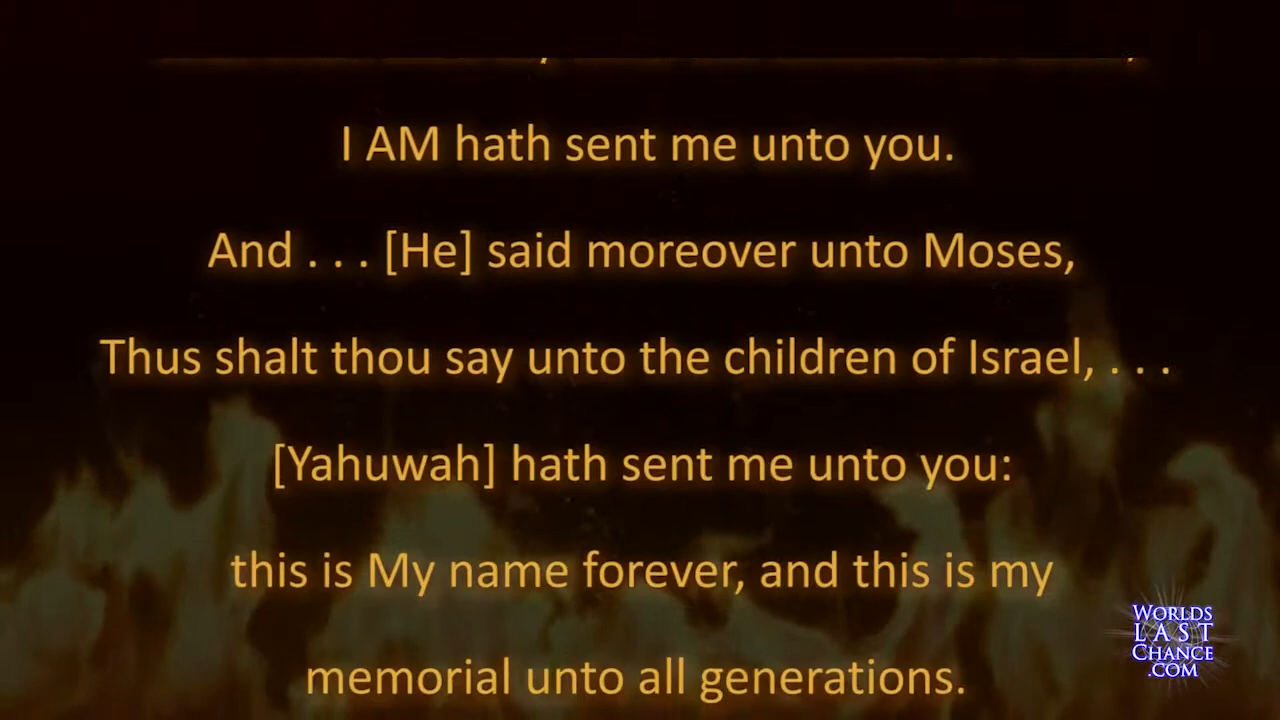 I AM hath sent me unto you.
And . . . [He] said moreover unto Moses,
Thus shalt thou say unto the children of Israel, . . .
[Yahuwah] hath sent me unto you:
this is My name forever, and this is my
memorial unto all generations.
WORLDS
LAST
CHANCE
.COM